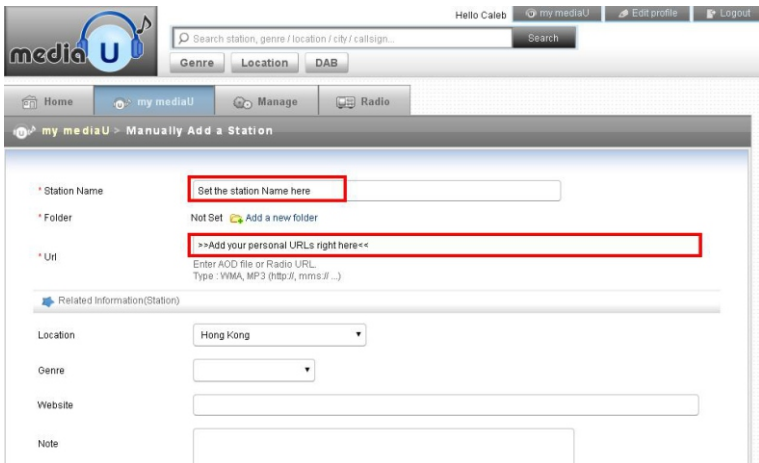 Hello Caleb my mediaU Edit profile Logout
media U
Search station, genre / location / city / callsign... Search
Genre Location DAB
Home my mediaU Manage Radio
my mediaU > Manually Add a Station
* Station Name Set the station Name here
* Folder Not Set Add a new folder
* Url >>Add your personal URLs right here<<
Enter AOD file or Radio URL.
Type : WMA, MP3 (http://, mms:// ...)
Related Information(Station)
Location Hong Kong
Genre
Website
Note